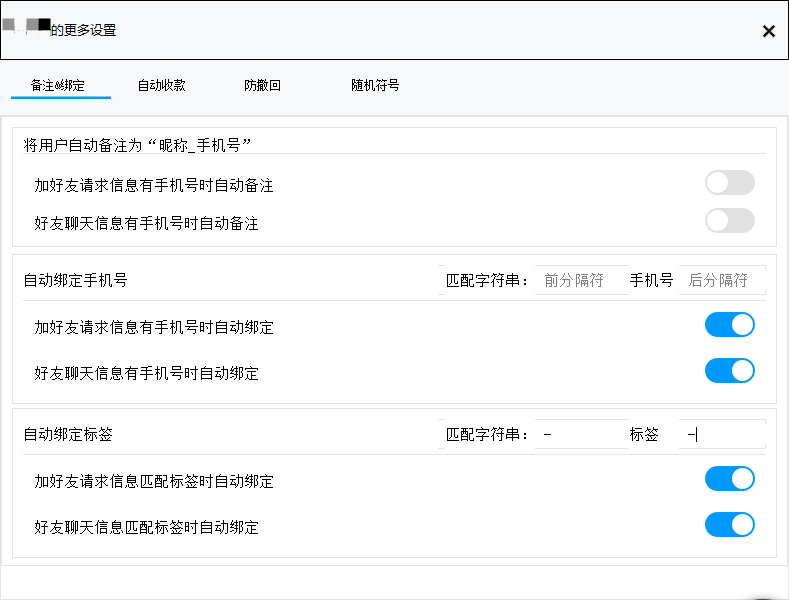 的更多设置
备注&绑定 自动收款 防撤回 随机符号
将用户自动备注为“昵称_手机号”
加好友请求信息有手机号时自动备注
好友聊天信息有手机号时自动备注
自动绑定手机号 匹配字符串: 前分隔符 手机号 后分隔符
加好友请求信息有手机号时自动绑定
好友聊天信息有手机号时自动绑定
自动绑定标签 匹配字符串: - 标签 -
加好友请求信息匹配标签时自动绑定
好友聊天信息匹配标签时自动绑定